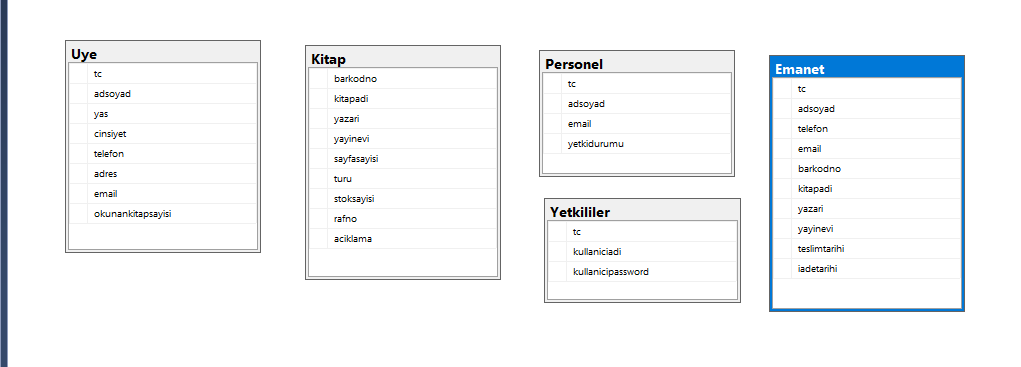 Uye
tc
adsoyad
yas
cinsiyet
telefon
adres
email
okunankitapsayisi
Kitap
barkodno
kitapadi
yazari
yayinevi
sayfasayisi
turu
stoksayisi
rafno
aciklama
Personel
tc
adsoyad
email
yetkidurumu
Yetkililer
tc
kullaniciadi
kullanicipassword
Emanet
tc
adsoyad
telefon
email
barkodno
kitapadi
yazari
yayinevi
teslimtarihi
iadetarihi